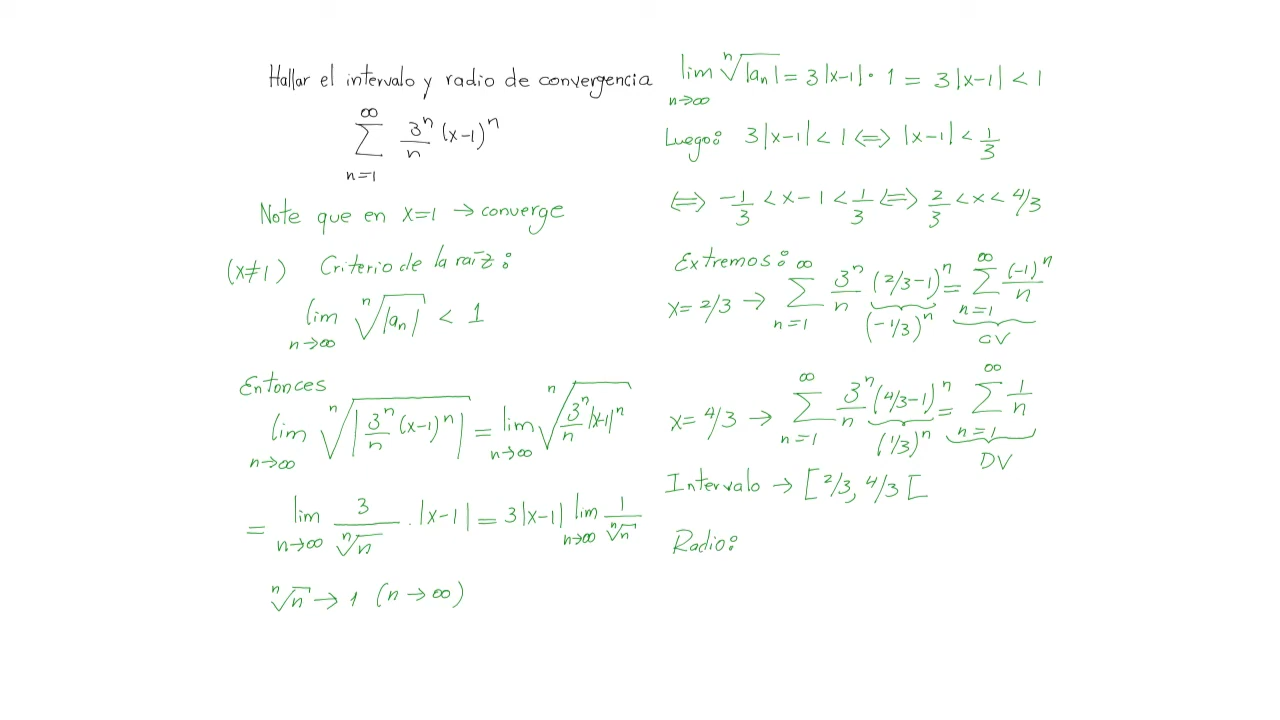 Hallar el intervalo y radio de convergencia
∑_{n=1}^{∞} 3^n/n (x-1)^n
Note que en x=1 → converge
(x≠1) Criterio de la raíz:
lim_{n→∞} ⁿ√|a_n| < 1
Entonces
lim_{n→∞} ⁿ√|3^n/n (x-1)^n| = lim_{n→∞} ⁿ√(3^n/n |x-1|^n)
= lim_{n→∞} 3/ⁿ√n · |x-1| = 3|x-1| lim_{n→∞} 1/ⁿ√n
ⁿ√n → 1 (n→∞)
lim_{n→∞} ⁿ√|a_n| = 3|x-1| · 1 = 3|x-1| < 1
Luego: 3|x-1| < 1 ⟺ |x-1| < 1/3
⟺ -1/3 < x-1 < 1/3 ⟺ 2/3 < x < 4/3
Extremos:
x = 2/3 → ∑_{n=1}^{∞} 3^n/n (2/3-1)^n = ∑_{n=1}^{∞} (-1)^n/n
(-1/3)^n CV
x = 4/3 → ∑_{n=1}^{∞} 3^n/n (4/3-1)^n = ∑_{n=1}^{∞} 1/n
(1/3)^n DV
Intervalo → [2/3, 4/3[
Radio: